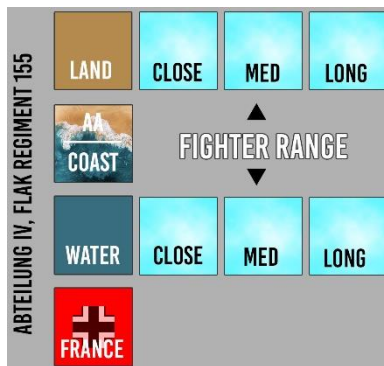 ABTEILUNG IV, FLAK REGIMENT 155
LAND CLOSE MED LONG
AA
COAST
FIGHTER RANGE
WATER CLOSE MED LONG
FRANCE